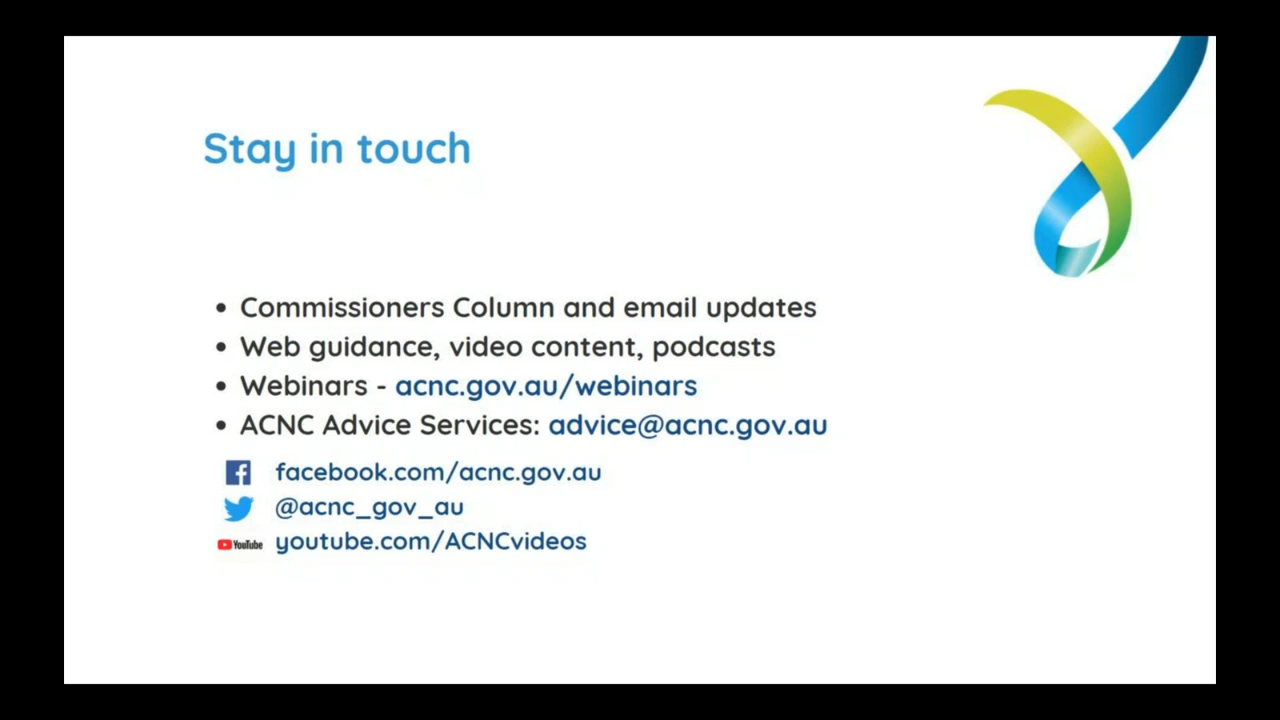 Stay in touch
• Commissioners Column and email updates
• Web guidance, video content, podcasts
• Webinars - acnc.gov.au/webinars
• ACNC Advice Services: advice@acnc.gov.au
facebook.com/acnc.gov.au
@acnc_gov_au
YouTube youtube.com/ACNCvideos